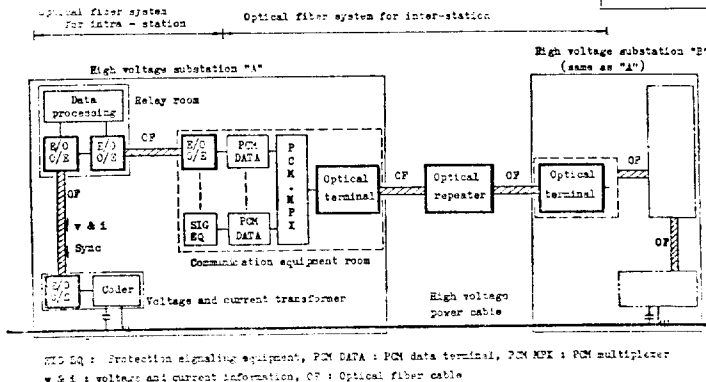 Optical fiber system
for intra - station
Optical fiber system for inter-station
High voltage substation "A"
High voltage substation "B"
(same as "A")
Data
processing
Relay room
E/O
O/E
E/O
O/E
OF
E/O
O/E
PCM
DATA
PCM-MPX
Optical
terminal
OF
Optical
repeater
OF
Optical
terminal
OF
OF
v & i
Sync
SIG
EQ
PCM
DATA
Communication equipment room
OF
E/O
O/E
Coder
Voltage and current transformer
High voltage
power cable
SIG EQ : Protection signaling equipment, PCM DATA : PCM data terminal, PCM MPX : PCM multiplexer
v & i : voltage and current information, OF : Optical fiber cable